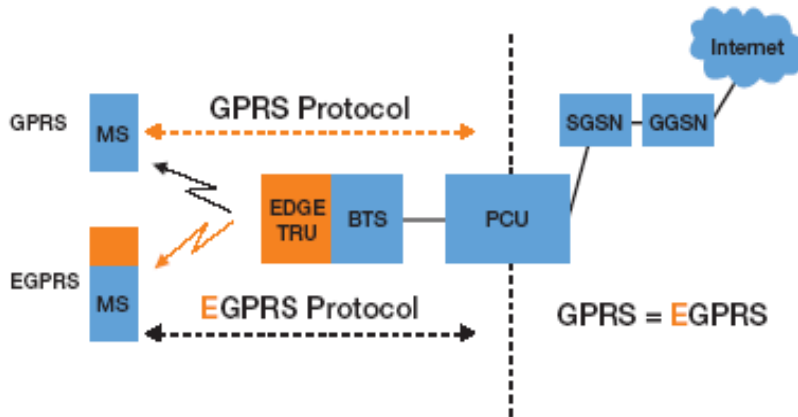 Internet
GPRS
MS
GPRS Protocol
SGSN
GGSN
EDGE
TRU
BTS
PCU
EGPRS
MS
EGPRS Protocol
GPRS = EGPRS